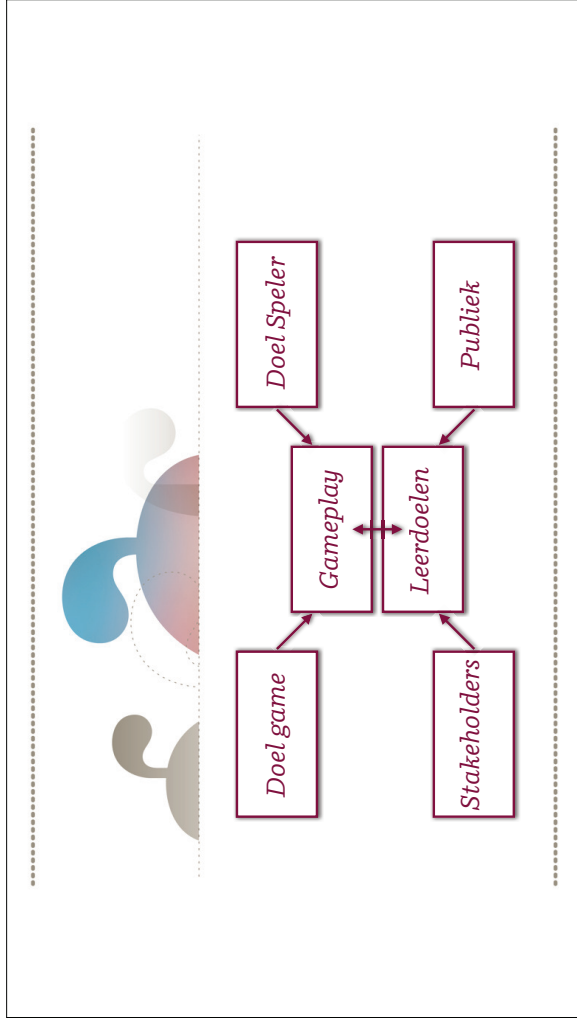 Doel game
Doel Speler
Gameplay
Leerdoelen
Stakeholders
Publiek